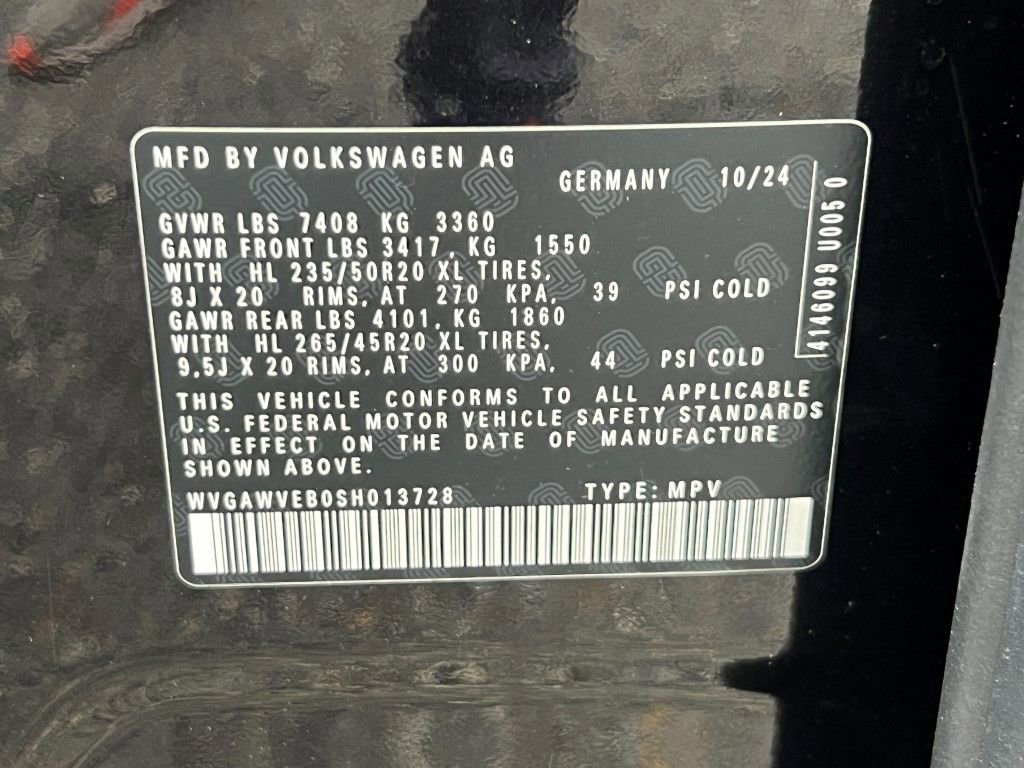 MFD BY VOLKSWAGEN AG
GERMANY 10/24
GVWR LBS 7408 KG 3360
GAWR FRONT LBS 3417, KG 1550
WITH HL 235/50R20 XL TIRES,
8J X 20 RIMS, AT 270 KPA, 39 PSI COLD
GAWR REAR LBS 4101, KG 1860
WITH HL 265/45R20 XL TIRES,
9,5J X 20 RIMS, AT 300 KPA, 44 PSI COLD
THIS VEHICLE CONFORMS TO ALL APPLICABLE
U.S. FEDERAL MOTOR VEHICLE SAFETY STANDARDS
IN EFFECT ON THE DATE OF MANUFACTURE
SHOWN ABOVE.
WVGAWVEB0SH013728 TYPE: MPV
4146099 U005 0